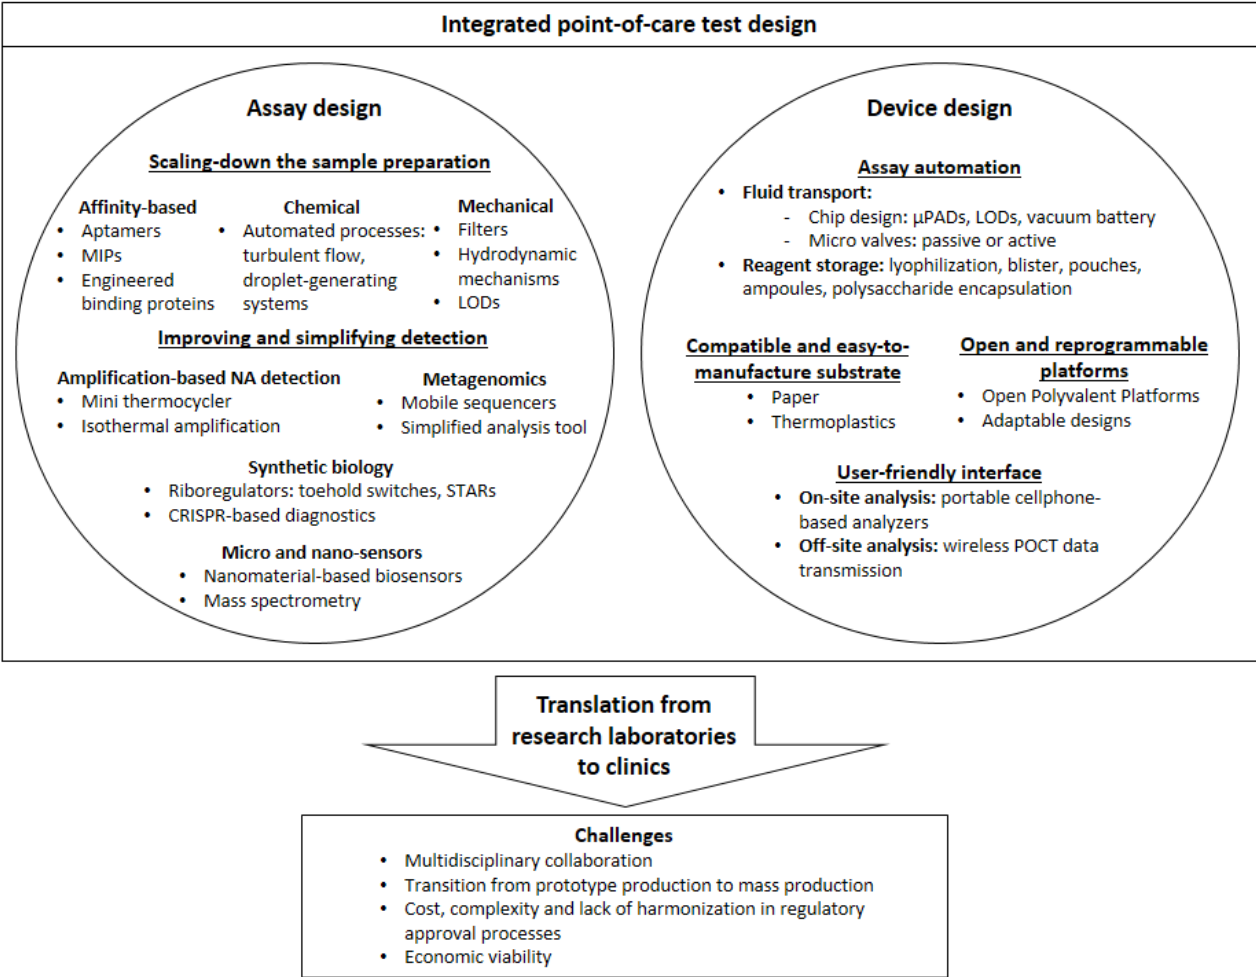 Integrated point-of-care test design
Assay design
Scaling-down the sample preparation
Affinity-based
• Aptamers
• MIPs
• Engineered
binding proteins
Chemical
• Automated processes:
turbulent flow,
droplet-generating
systems
Mechanical
• Filters
• Hydrodynamic
mechanisms
• LODs
Improving and simplifying detection
Amplification-based NA detection
• Mini thermocycler
• Isothermal amplification
Metagenomics
• Mobile sequencers
• Simplified analysis tool
Synthetic biology
• Riboregulators: toehold switches, STARs
• CRISPR-based diagnostics
Micro and nano-sensors
• Nanomaterial-based biosensors
• Mass spectrometry
Device design
Assay automation
• Fluid transport:
- Chip design: µPADs, LODs, vacuum battery
- Micro valves: passive or active
• Reagent storage: lyophilization, blister, pouches,
ampoules, polysaccharide encapsulation
Compatible and easy-to-
manufacture substrate
• Paper
• Thermoplastics
Open and reprogrammable
platforms
• Open Polyvalent Platforms
• Adaptable designs
User-friendly interface
• On-site analysis: portable cellphone-
based analyzers
• Off-site analysis: wireless POCT data
transmission
Translation from
research laboratories
to clinics
Challenges
• Multidisciplinary collaboration
• Transition from prototype production to mass production
• Cost, complexity and lack of harmonization in regulatory
approval processes
• Economic viability